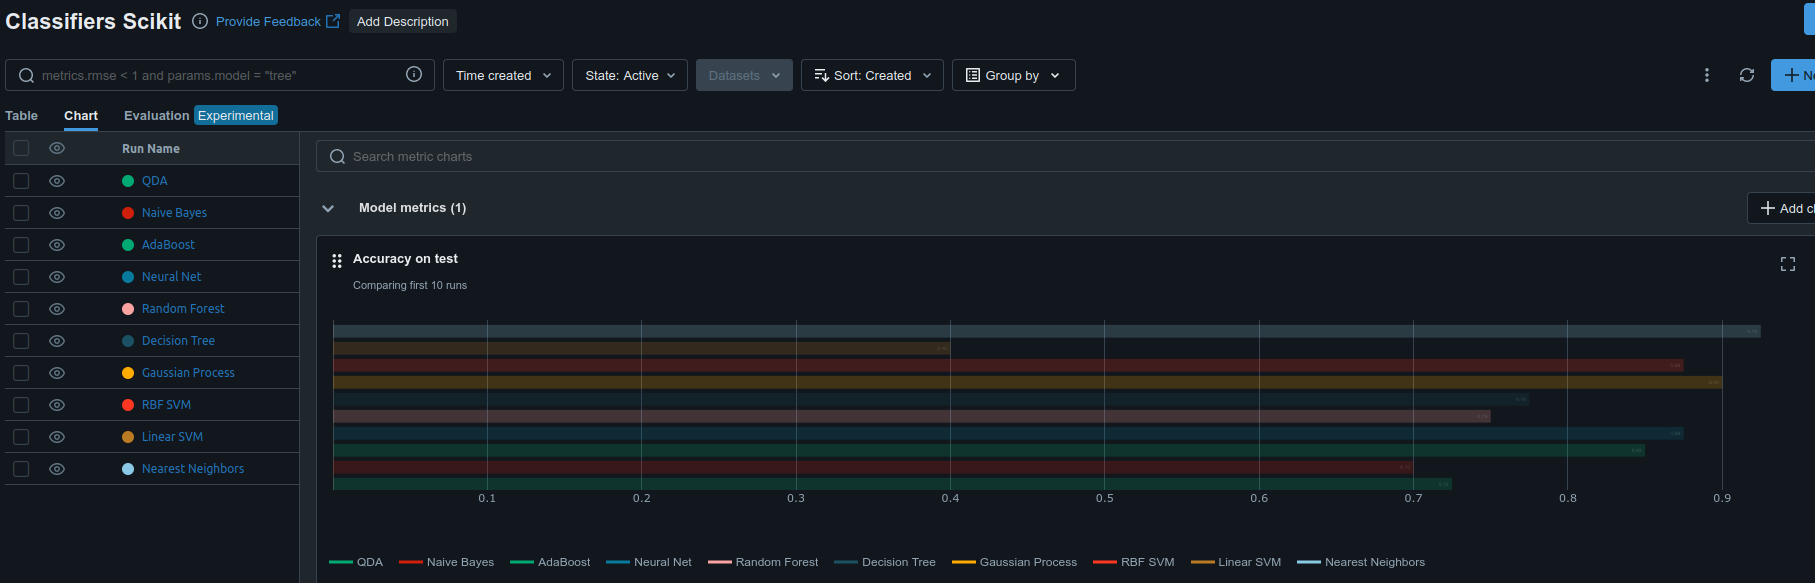 Classifiers Scikit Provide Feedback Add Description
metrics.rmse < 1 and params.model = "tree" Time created State: Active Datasets Sort: Created Group by
Table Chart Evaluation Experimental
Run Name
Search metric charts
QDA
Naive Bayes
Model metrics (1)
Add
AdaBoost
Accuracy on test
Neural Net
Comparing first 10 runs
Random Forest
Decision Tree
Gaussian Process
RBF SVM
Linear SVM
Nearest Neighbors
0.1 0.2 0.3 0.4 0.5 0.6 0.7 0.8 0.9
QDA Naive Bayes AdaBoost Neural Net Random Forest Decision Tree Gaussian Process RBF SVM Linear SVM Nearest Neighbors